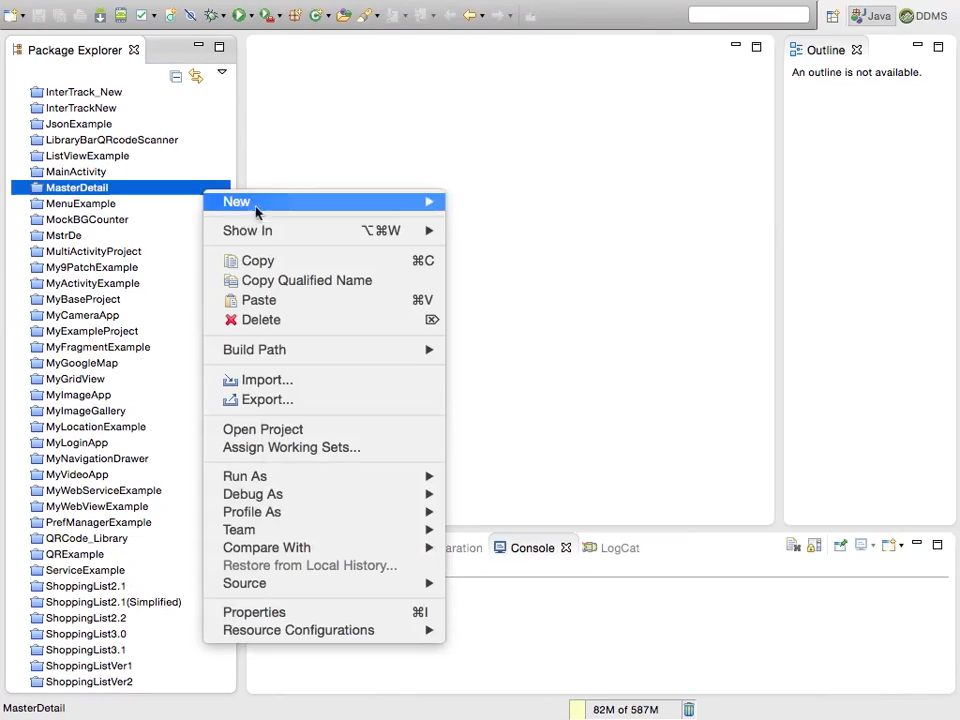 Java
DDMS
Package Explorer
Outline
An outline is not available.
InterTrack_New
InterTrackNew
JsonExample
LibraryBarQRcodeScanner
ListViewExample
MainActivity
MasterDetail
MenuExample
MockBGCounter
MstrDe
MultiActivityProject
My9PatchExample
MyActivityExample
MyBaseProject
MyCameraApp
MyExampleProject
MyFragmentExample
MyGoogleMap
MyGridView
MyImageApp
MyImageGallery
MyLocationExample
MyLoginApp
MyNavigationDrawer
MyVideoApp
MyWebServiceExample
MyWebViewExample
PrefManagerExample
QRCode_Library
QRExample
ServiceExample
ShoppingList2.1
ShoppingList2.1(Simplified)
ShoppingList2.2
ShoppingList3.0
ShoppingList3.1
ShoppingListVer1
ShoppingListVer2
New
Show In ⌥⌘W
Copy ⌘C
Copy Qualified Name
Paste ⌘V
Delete ⌦
Build Path
Import...
Export...
Open Project
Assign Working Sets...
Run As
Debug As
Profile As
Team
Compare With
Restore from Local History...
Source
Properties ⌘I
Resource Configurations
aration
Console
LogCat
MasterDetail
82M of 587M